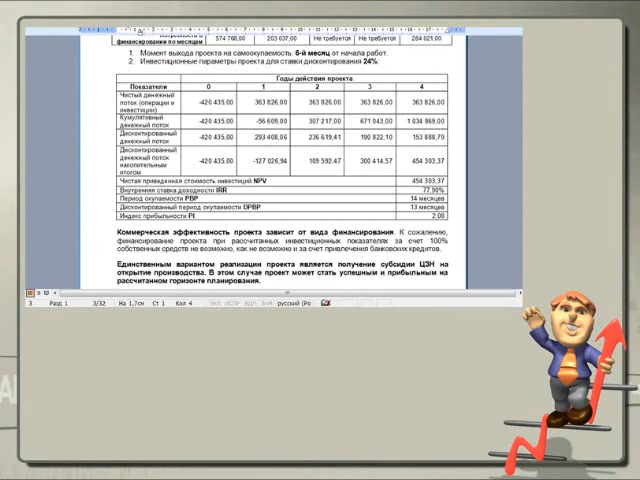 финансировании по месяцам 574 768,00 203 037,00 Не требуется Не требуется 284 021,00
1. Момент выхода проекта на самоокупаемость: 6-й месяц от начала работ.
2. Инвестиционные параметры проекта для ставки дисконтирования 24%:
Показатели
Годы действия проекта
0 1 2 3 4
Чистый денежный поток (операции и инвестиции) -420 435,00 363 826,00 363 826,00 363 826,00 363 826,00
Кумулятивный денежный поток -420 435,00 -56 609,00 307 217,00 671 043,00 1 034 869,00
Дисконтированный денежный поток -420 435,00 293 408,06 236 619,41 190 822,10 153 888,79
Дисконтированный денежный поток накопительным итогом -420 435,00 -127 026,94 109 592,47 300 414,57 454 303,37
Чистая приведенная стоимость инвестиций NPV 454 303,37
Внутренняя ставка доходности IRR 77,90%
Период окупаемости PBP 14 месяцев
Дисконтированный период окупаемости DPBP 13 месяцев
Индекс прибыльности PI 2,08
Коммерческая эффективность проекта зависит от вида финансирования. К сожалению,
финансирование проекта при рассчитанных инвестиционных показателях за счет 100%
собственных средств не возможно, как не возможно и за счет привлечения банковских кредитов.
Единственным вариантом реализации проекта является получение субсидии ЦЗН на
открытие производства. В этом случае проект может стать успешным и прибыльным на
рассчитанном горизонте планирования.
3 Разд 1 3/32 На 1,7см Ст 1 Кол 4 ЗАП ИСПР ВДЛ ЗАМ русский (Ро